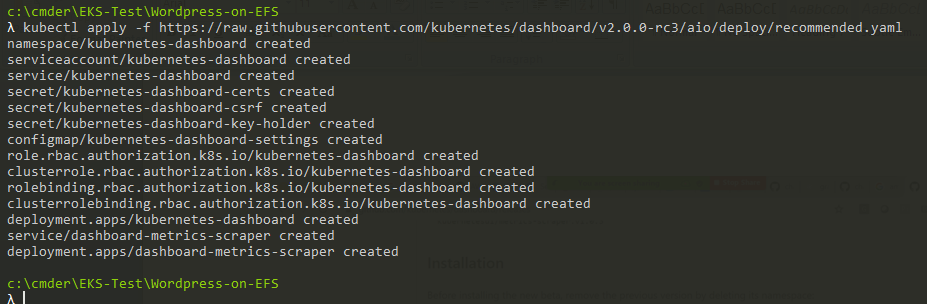 c:\cmder\EKS-Test\Wordpress-on-EFS
λ kubectl apply -f https://raw.githubusercontent.com/kubernetes/dashboard/v2.0.0-rc3/aio/deploy/recommended.yaml
namespace/kubernetes-dashboard created
serviceaccount/kubernetes-dashboard created
service/kubernetes-dashboard created
secret/kubernetes-dashboard-certs created
secret/kubernetes-dashboard-csrf created
secret/kubernetes-dashboard-key-holder created
configmap/kubernetes-dashboard-settings created
role.rbac.authorization.k8s.io/kubernetes-dashboard created
clusterrole.rbac.authorization.k8s.io/kubernetes-dashboard created
rolebinding.rbac.authorization.k8s.io/kubernetes-dashboard created
clusterrolebinding.rbac.authorization.k8s.io/kubernetes-dashboard created
deployment.apps/kubernetes-dashboard created
service/dashboard-metrics-scraper created
deployment.apps/dashboard-metrics-scraper created
Installation
c:\cmder\EKS-Test\Wordpress-on-EFS
λ